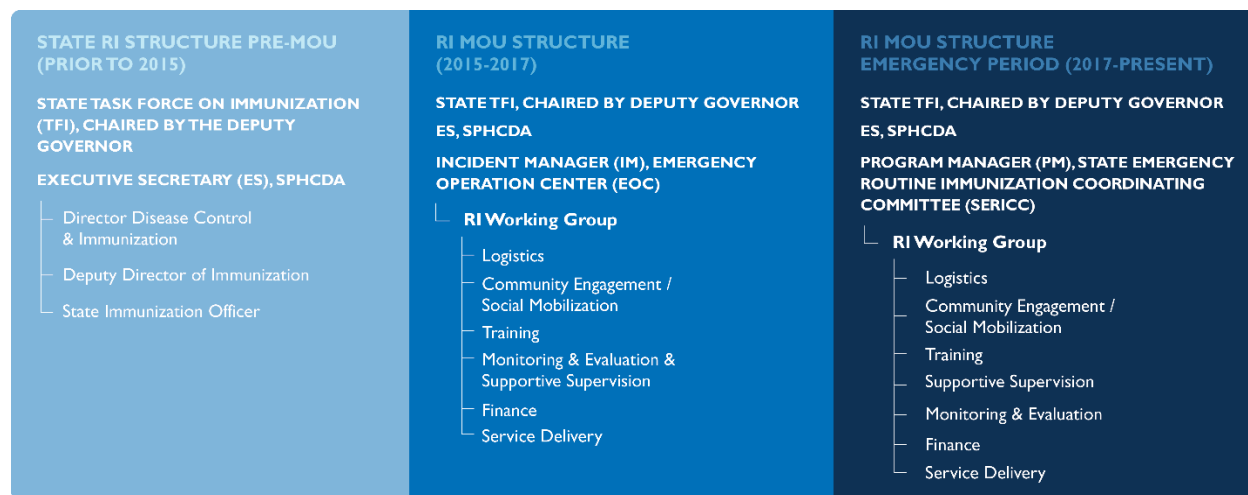 STATE RI STRUCTURE PRE-MOU
(PRIOR TO 2015)
STATE TASK FORCE ON IMMUNIZATION
(TFI), CHAIRED BY THE DEPUTY
GOVERNOR
EXECUTIVE SECRETARY (ES), SPHCDA
Director Disease Control
& Immunization
Deputy Director of Immunization
State Immunization Officer
RI MOU STRUCTURE
(2015-2017)
STATE TFI, CHAIRED BY DEPUTY GOVERNOR
ES, SPHCDA
INCIDENT MANAGER (IM), EMERGENCY
OPERATION CENTER (EOC)
RI Working Group
Logistics
Community Engagement /
Social Mobilization
Training
Monitoring & Evaluation &
Supportive Supervision
Finance
Service Delivery
RI MOU STRUCTURE
EMERGENCY PERIOD (2017-PRESENT)
STATE TFI, CHAIRED BY DEPUTY GOVERNOR
ES, SPHCDA
PROGRAM MANAGER (PM), STATE EMERGENCY
ROUTINE IMMUNIZATION COORDINATING
COMMITTEE (SERICC)
RI Working Group
Logistics
Community Engagement /
Social Mobilization
Training
Supportive Supervision
Monitoring & Evaluation
Finance
Service Delivery